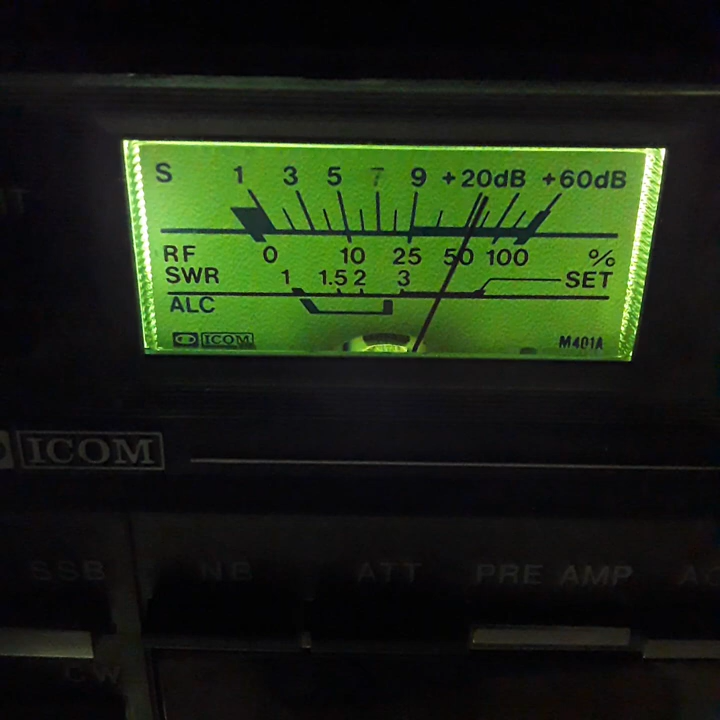 S 1 3 5 7 9 +20dB +60dB
RF 0 10 25 50 100 %
SWR 1 1.5 2 3 SET
ALC
ICOM M401A
ICOM
SSB NB ATT PRE AMP
CW